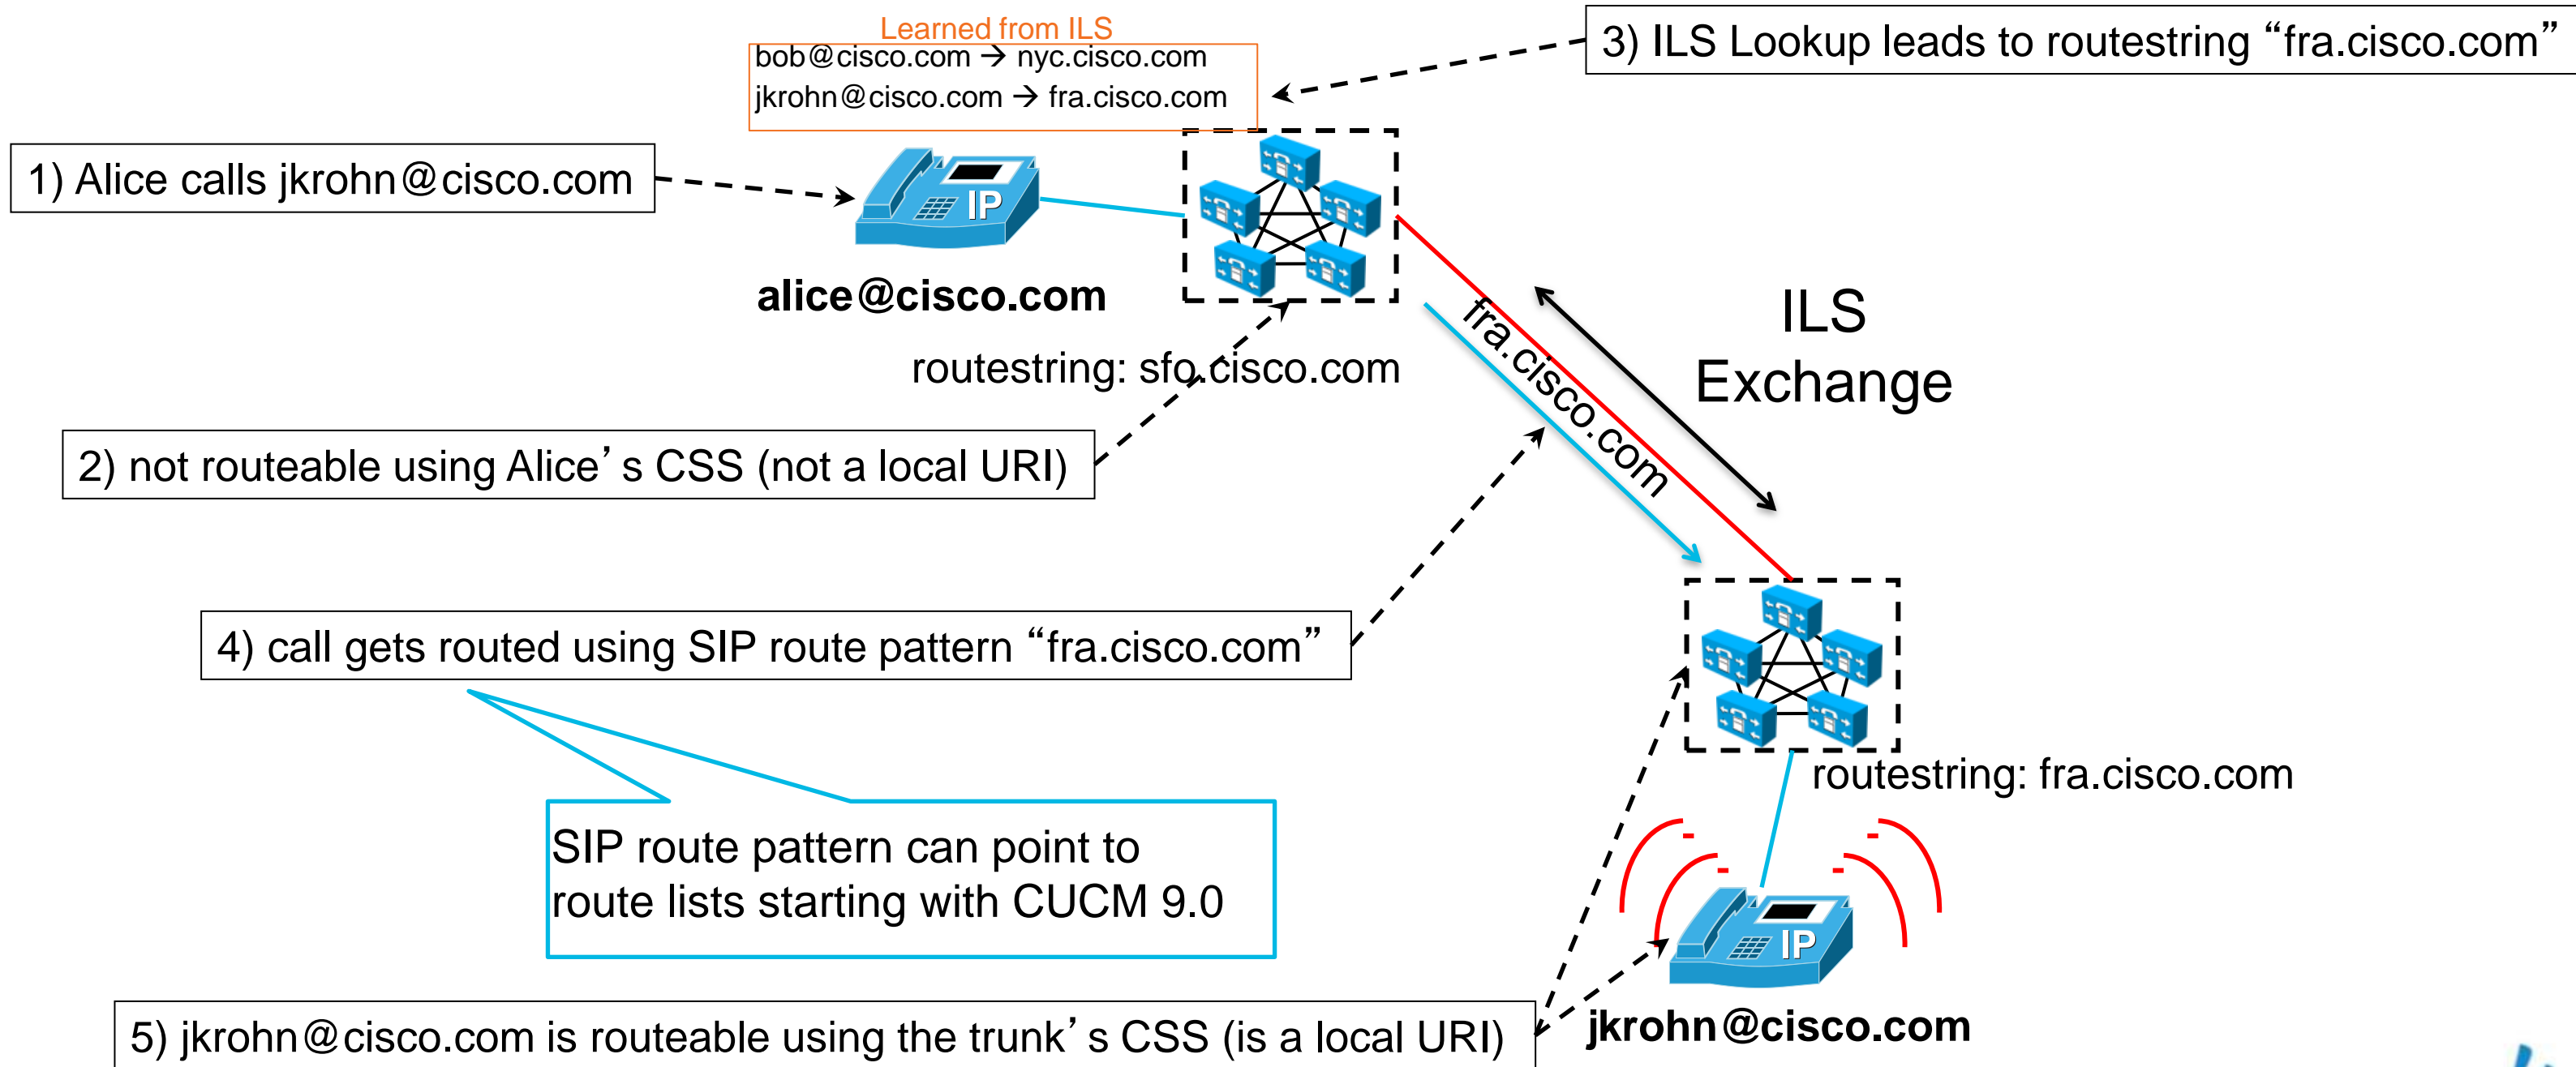 Learned from ILS
bob@cisco.com → nyc.cisco.com
jkrohn@cisco.com → fra.cisco.com
3) ILS Lookup leads to routestring “fra.cisco.com”
1) Alice calls jkrohn@cisco.com
IP
alice@cisco.com
routestring: sfo.cisco.com
fra.cisco.com
ILS
Exchange
2) not routeable using Alice’s CSS (not a local URI)
4) call gets routed using SIP route pattern “fra.cisco.com”
SIP route pattern can point to
route lists starting with CUCM 9.0
routestring: fra.cisco.com
IP
jkrohn@cisco.com
5) jkrohn@cisco.com is routeable using the trunk’s CSS (is a local URI)